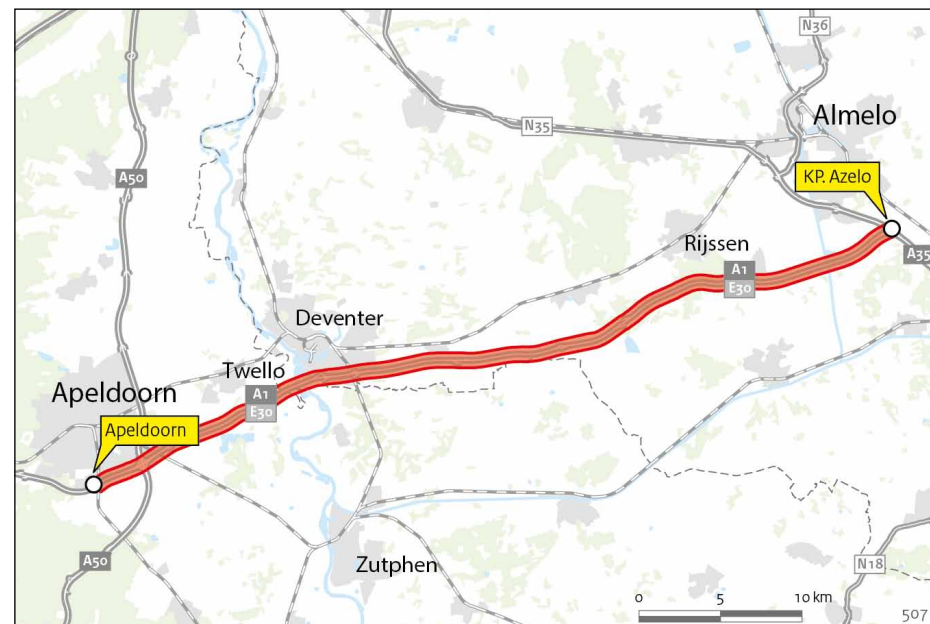 N36
Almelo
N35
A50
KP. Azelo
Rijssen
A35
A1
E30
Deventer
Twello
A1
E30
Apeldoorn
Apeldoorn
A50
Zutphen
N18
0 5 10 km
507